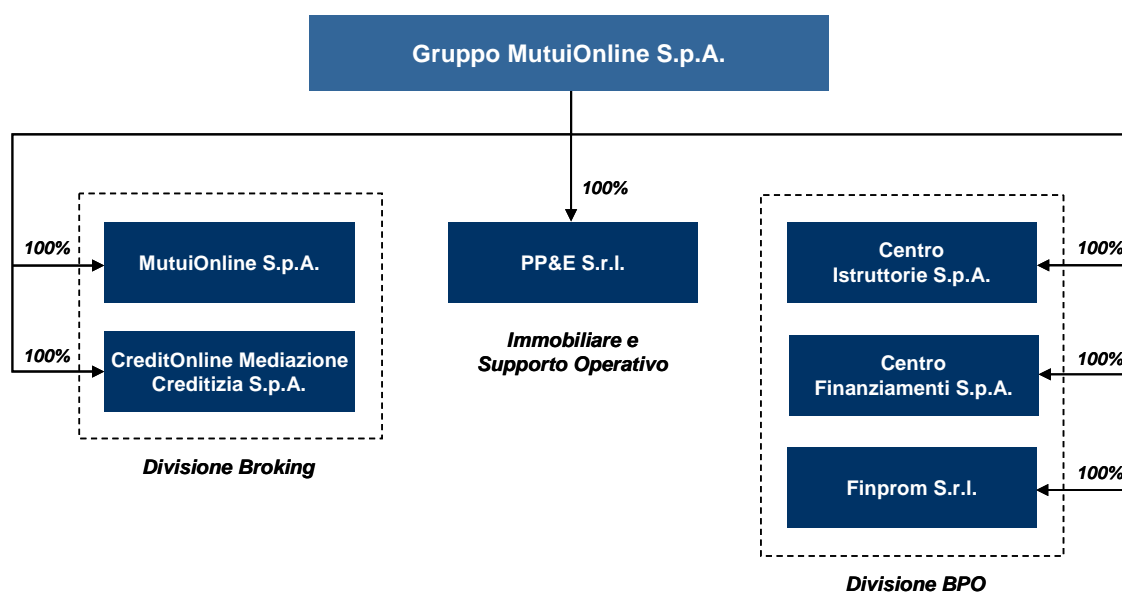 Gruppo MutuiOnline S.p.A.
100%
100%
MutuiOnline S.p.A.
100%
CreditOnline Mediazione
Creditizia S.p.A.
Divisione Broking
PP&E S.r.l.
Immobiliare e
Supporto Operativo
Centro
Istruttorie S.p.A.
100%
Centro
Finanziamenti S.p.A.
100%
Finprom S.r.l.
100%
Divisione BPO